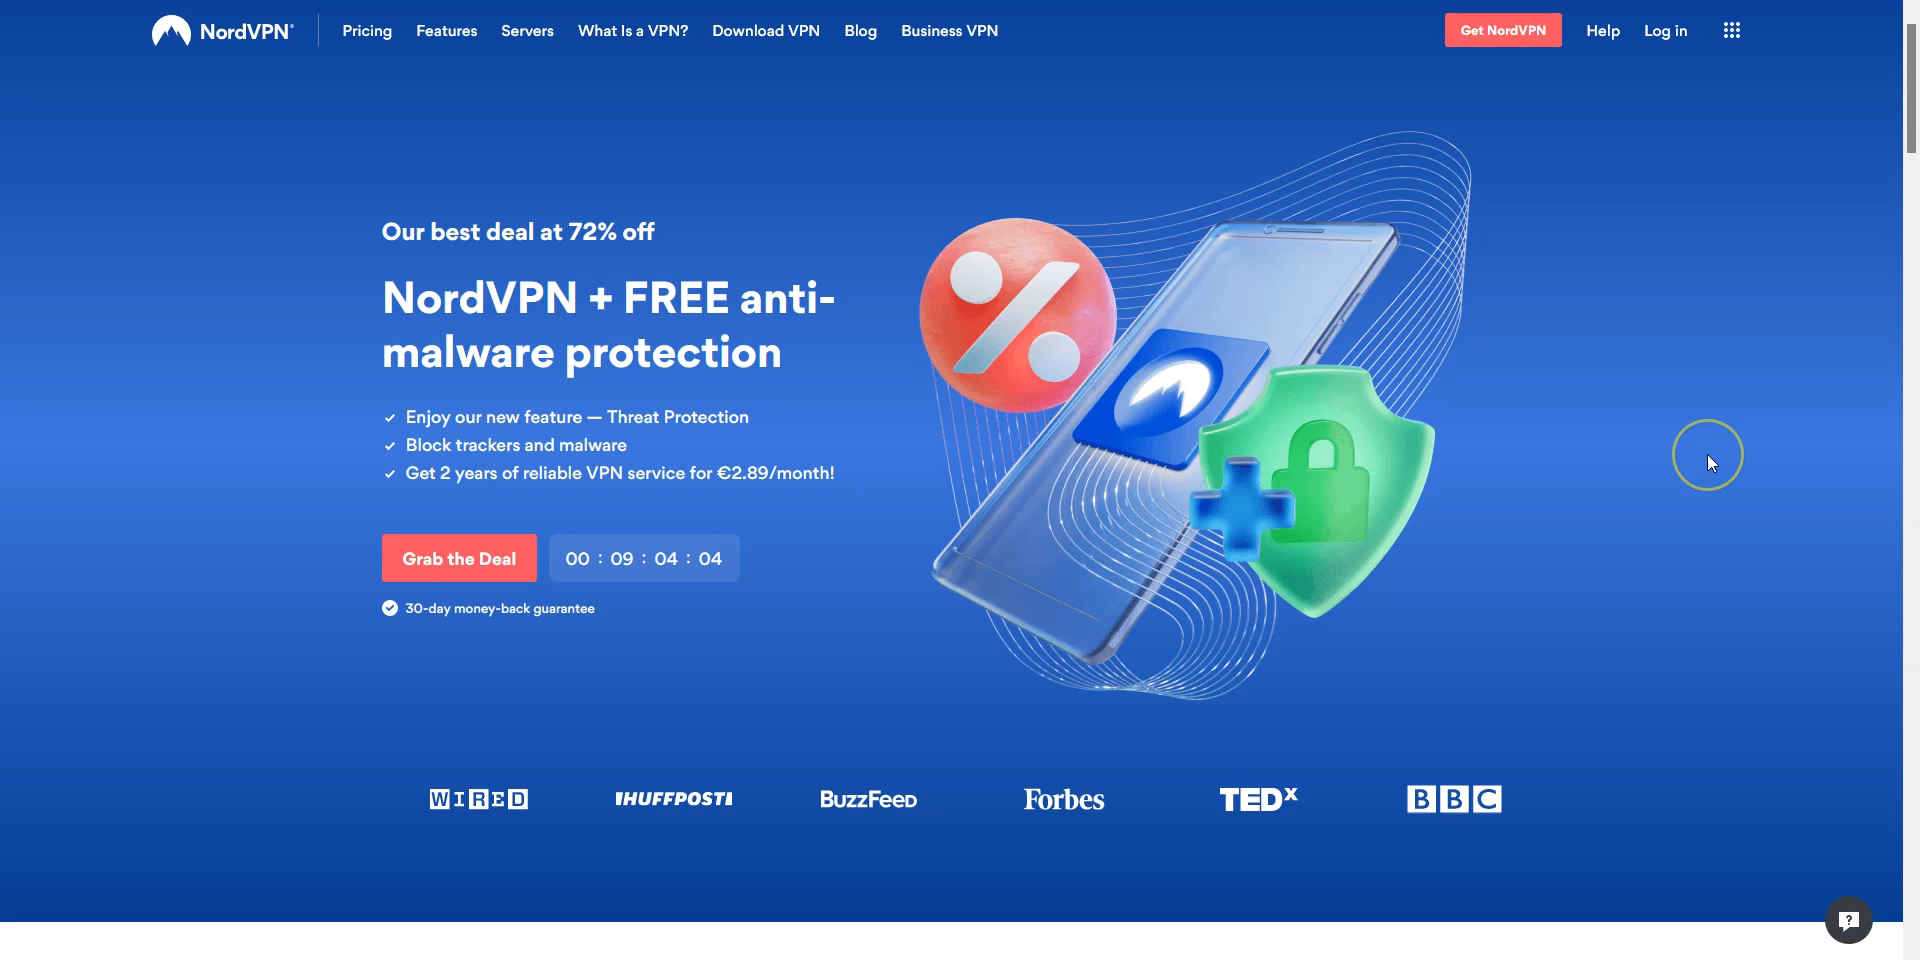 NordVPN®
Pricing
Features
Servers
What Is a VPN?
Download VPN
Blog
Business VPN
Get NordVPN
Help
Log in
Our best deal at 72% off
NordVPN + FREE anti-
malware protection
Enjoy our new feature — Threat Protection
Block trackers and malware
Get 2 years of reliable VPN service for €2.89/month!
Grab the Deal
00 : 09 : 04 : 04
30-day money-back guarantee
WIRED
HUFFPOST
BuzzFeed
Forbes
TEDx
BBC